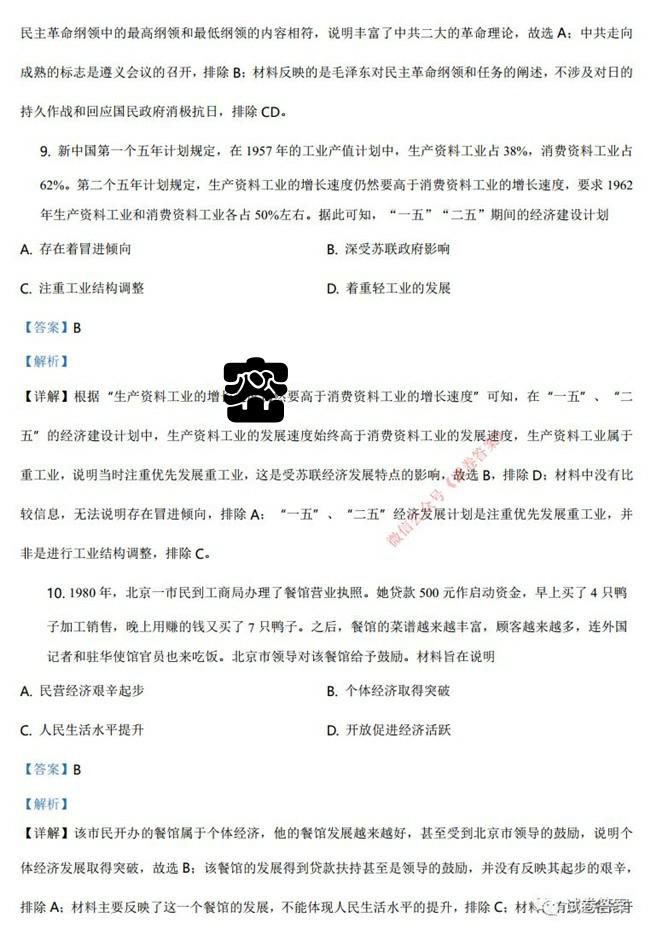 民主革命纲领中的最高纲领和最低纲领的内容相符，说明丰富了中共二大的革命理论，故选 A；中共走向
成熟的标志是遵义会议的召开，排除 B；材料反映的是毛泽东对民主革命纲领和任务的阐述，不涉及对日的
持久作战和回应国民政府消极抗日，排除 CD。
9. 新中国第一个五年计划规定，在 1957 年的工业产值计划中，生产资料工业占 38%，消费资料工业占
62%。第二个五年计划规定，生产资料工业的增长速度仍然要高于消费资料工业的增长速度，要求 1962
年生产资料工业和消费资料工业各占 50%左右。据此可知，“一五”“二五”期间的经济建设计划
A. 存在着冒进倾向 B. 深受苏联政府影响
C. 注重工业结构调整 D. 着重轻工业的发展
【答案】B
【解析】
【详解】根据“生产资料工业的增 要高于消费资料工业的增长速度”可知，在“一五”、“二
五”的经济建设计划中，生产资料工业的发展速度始终高于消费资料工业的发展速度，生产资料工业属于
重工业，说明当时注重优先发展重工业，这是受苏联经济发展特点的影响，故选 B，排除 D；材料中没有比
较信息，无法说明存在冒进倾向，排除 A；“一五”、“二五”经济发展计划是注重优先发展重工业，并
非是进行工业结构调整，排除 C。
微信公众号《试卷答案》
10. 1980 年，北京一市民到工商局办理了餐馆营业执照。她贷款 500 元作启动资金，早上买了 4 只鸭
子加工销售，晚上用赚的钱又买了 7 只鸭子。之后，餐馆的菜谱越来越丰富，顾客越来越多，连外国
记者和驻华使馆官员也来吃饭。北京市领导对该餐馆给予鼓励。材料旨在说明
A. 民营经济艰辛起步 B. 个体经济取得突破
C. 人民生活水平提升 D. 开放促进经济活跃
【答案】B
【解析】
【详解】该市民开办的餐馆属于个体经济，他的餐馆发展越来越好，甚至受到北京市领导的鼓励，说明个
体经济发展取得突破，故选 B；该餐馆的发展得到贷款扶持甚至是领导的鼓励，并没有反映其起步的艰辛，
排除 A；材料主要反映了这一个餐馆的发展，不能体现人民生活水平的提升，排除 C；材料
试卷答案